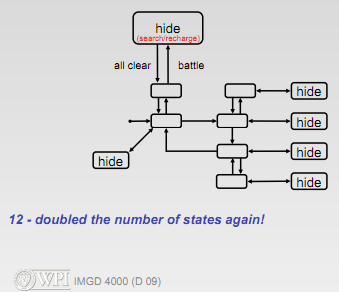 hide
(search/recharge)
all clear
battle
hide
hide
hide
hide
hide
12 - doubled the number of states again!
WPI IMGD 4000 (D 09)